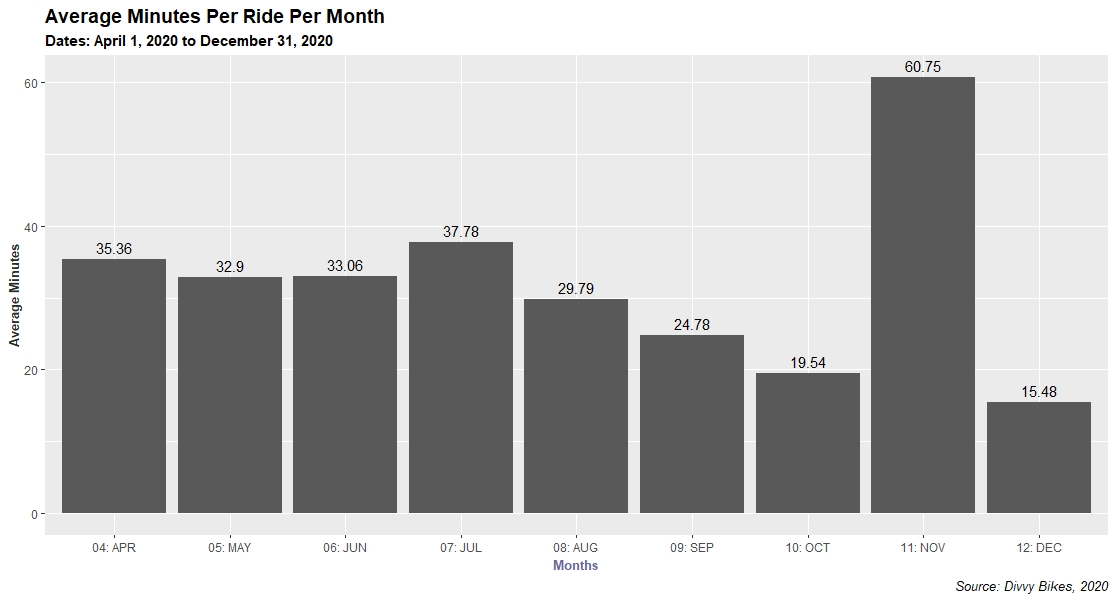 Average Minutes Per Ride Per Month
Dates: April 1, 2020 to December 31, 2020
60.75
60
37.78
40
35.36
33.06
32.9
29.79
24.78
20
19.54
15.48
0
Average Minutes
04: APR 05: MAY 06: JUN 07: JUL 08: AUG 09: SEP 10: OCT 11: NOV 12: DEC
Months
Source: Divvy Bikes, 2020